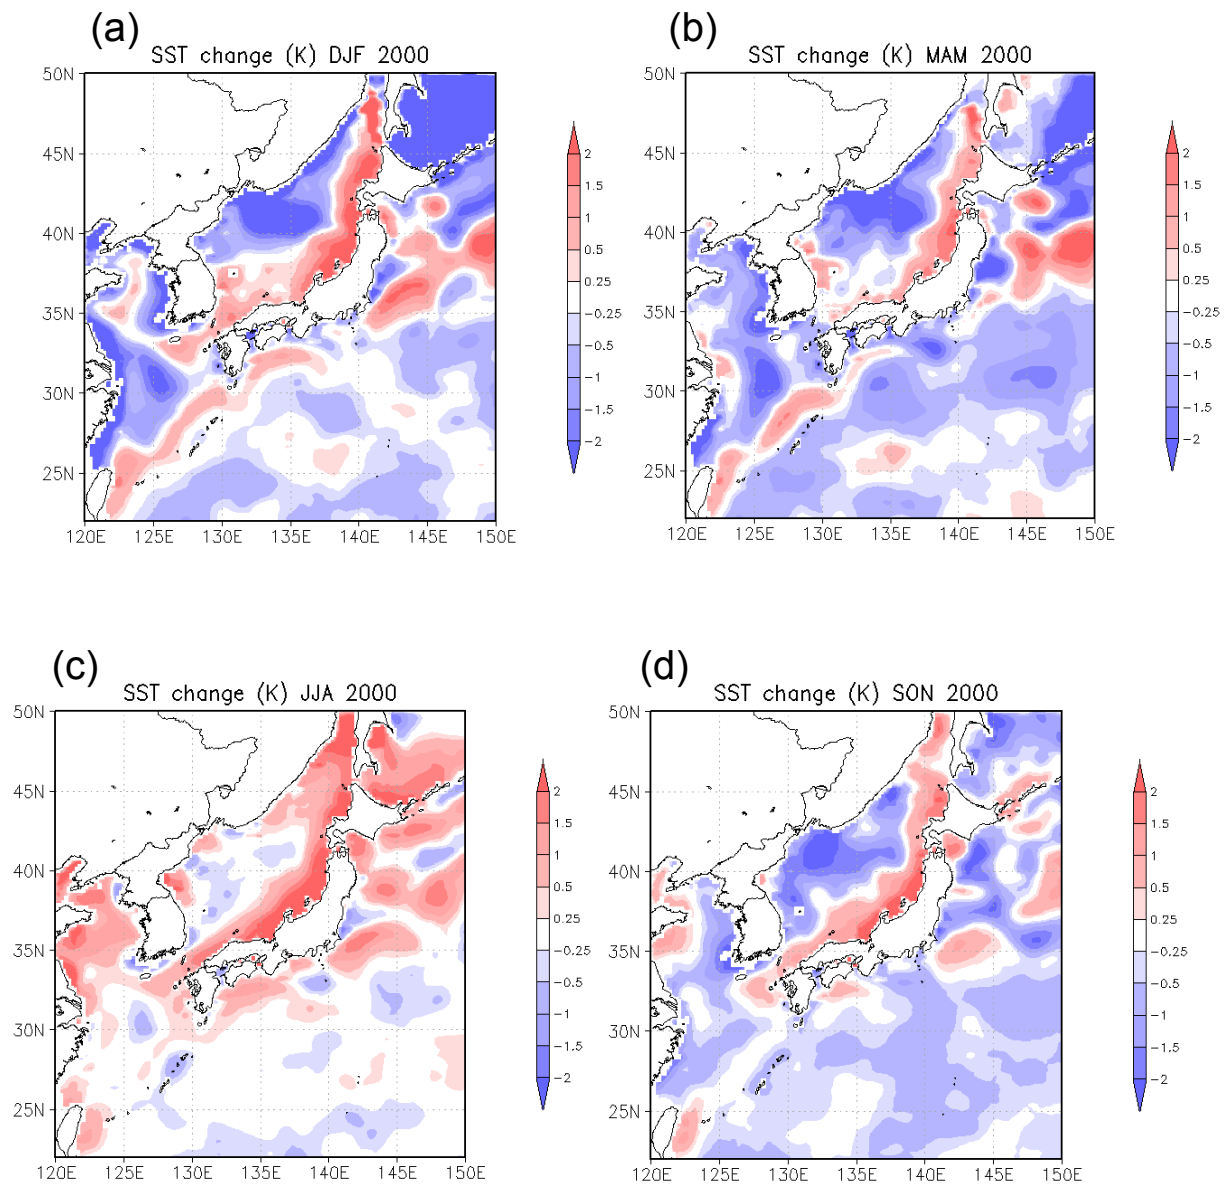 (a)
SST change (K) DJF 2000
50N
45N
40N
35N
30N
25N
120E 125E 130E 135E 140E 145E 150E
2
1.5
1
0.5
0.25
−0.25
−0.5
−1
−1.5
−2
(b)
SST change (K) MAM 2000
50N
45N
40N
35N
30N
25N
120E 125E 130E 135E 140E 145E 150E
2
1.5
1
0.5
0.25
−0.25
−0.5
−1
−1.5
−2
(c)
SST change (K) JJA 2000
50N
45N
40N
35N
30N
25N
120E 125E 130E 135E 140E 145E 150E
2
1.5
1
0.5
0.25
−0.25
−0.5
−1
−1.5
−2
(d)
SST change (K) SON 2000
50N
45N
40N
35N
30N
25N
120E 125E 130E 135E 140E 145E 150E
2
1.5
1
0.5
0.25
−0.25
−0.5
−1
−1.5
−2